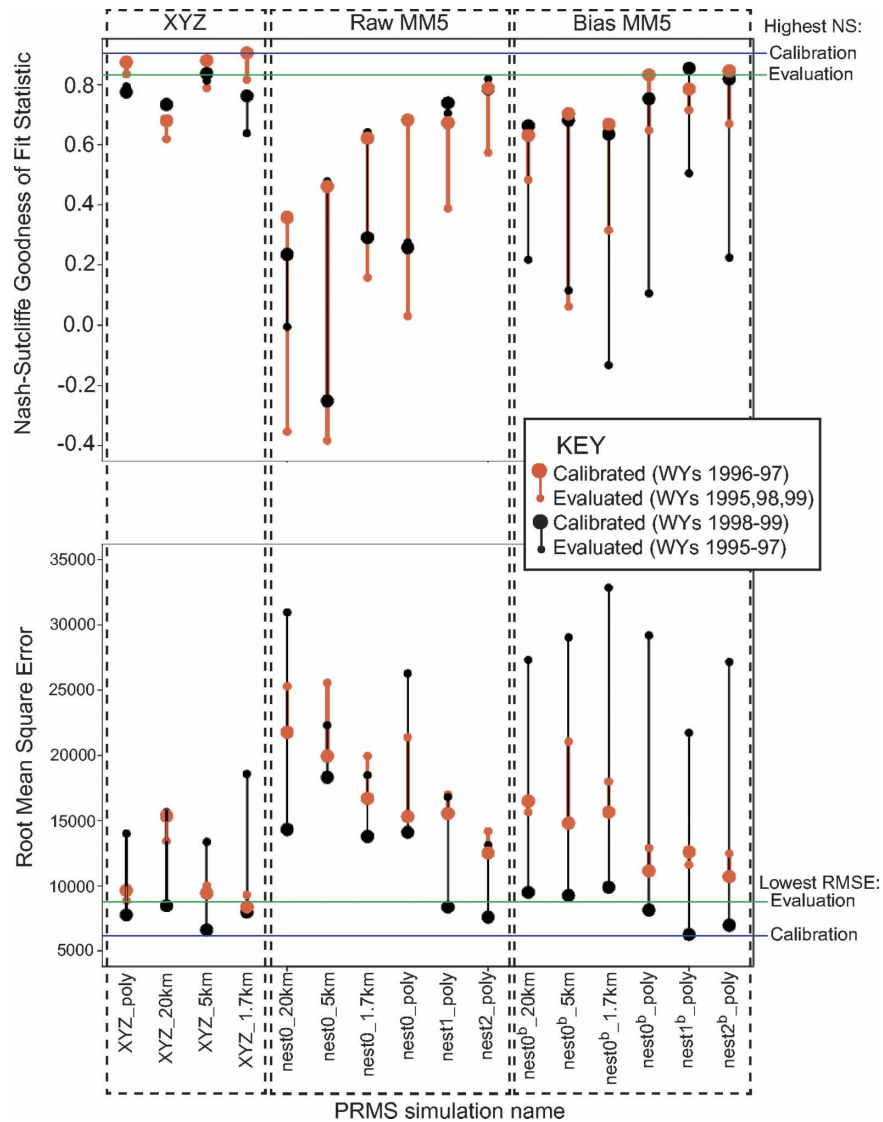 XYZ
Raw MM5
Bias MM5
Highest NS:
Calibration
Evaluation
Nash-Sutcliffe Goodness of Fit Statistic
0.8
0.6
0.4
0.2
0.0
-0.2
-0.4
KEY
Calibrated (WYs 1996-97)
Evaluated (WYs 1995,98,99)
Calibrated (WYs 1998-99)
Evaluated (WYs 1995-97)
Root Mean Square Error
35000
30000
25000
20000
15000
10000
5000
Lowest RMSE:
Evaluation
Calibration
XYZ_poly
XYZ_20km
XYZ_5km
XYZ_1.7km
nest0_20km
nest0_5km
nest0_1.7km
nest0_poly
nest1_poly
nest2_poly
nest0ᵇ_20km
nest0ᵇ_5km
nest0ᵇ_1.7km
nest0ᵇ_poly
nest1ᵇ_poly
nest2ᵇ_poly
PRMS simulation name